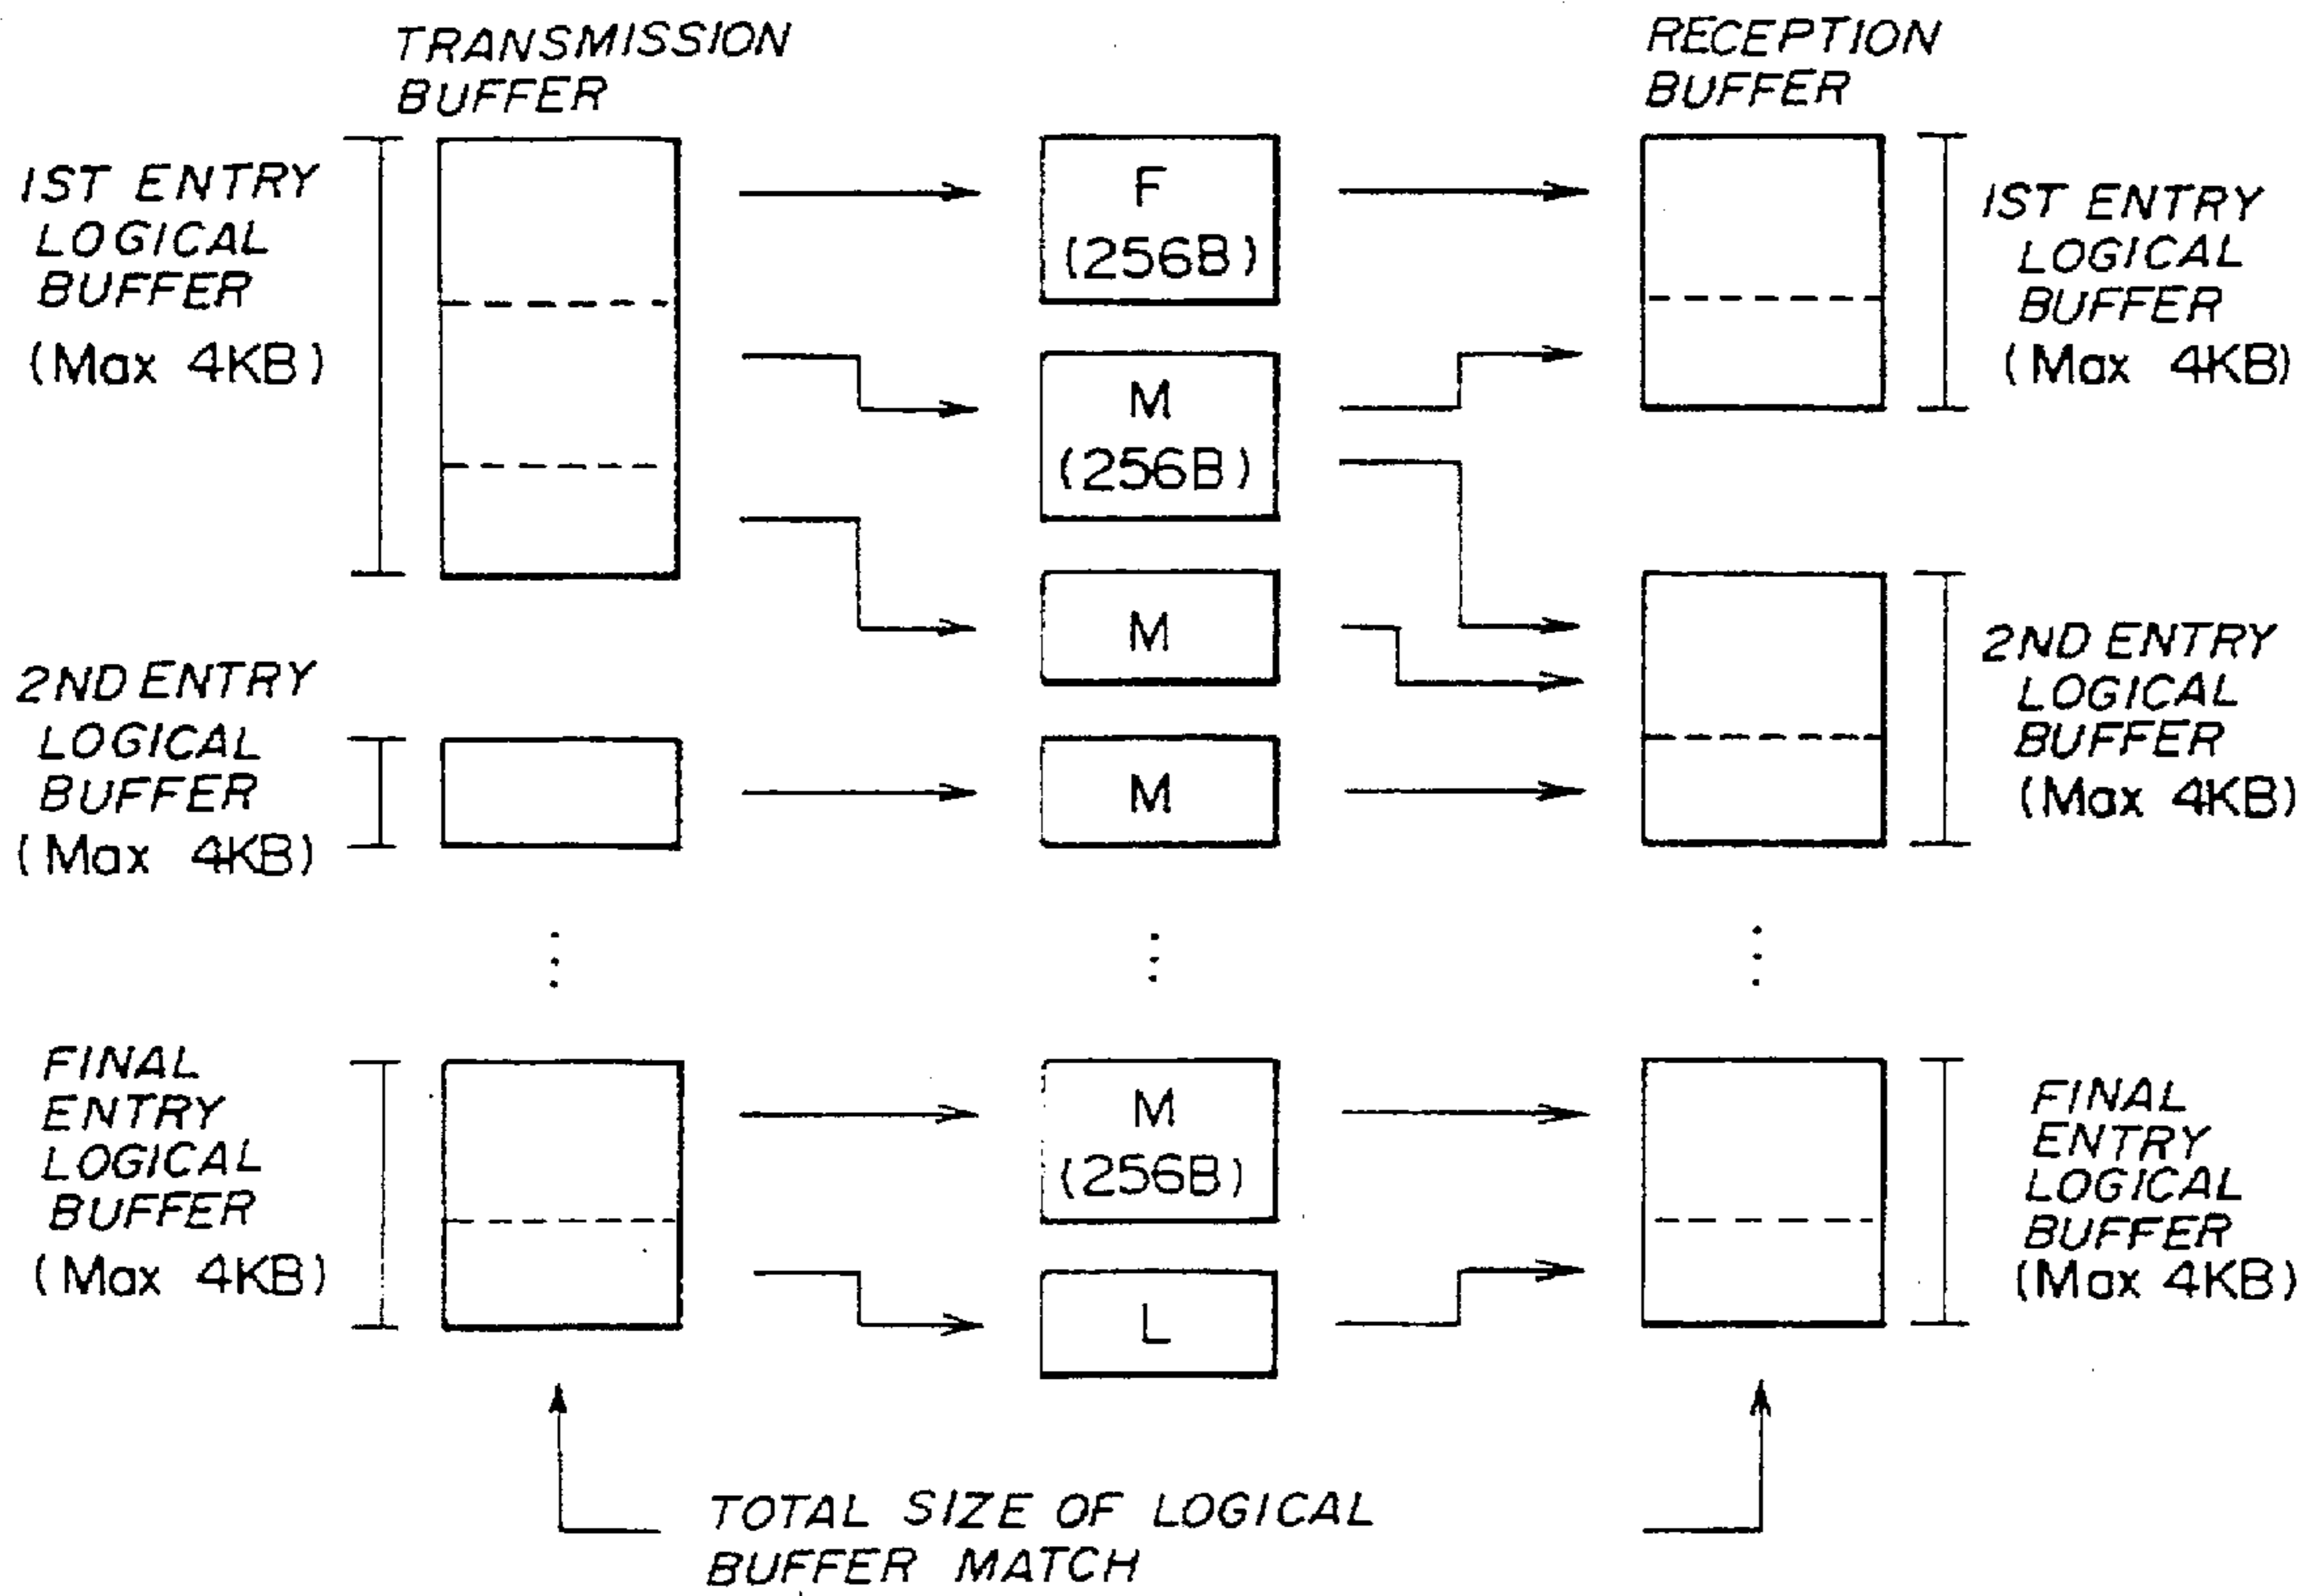 TRANSMISSION
BUFFER
RECEPTION
BUFFER
1ST ENTRY
LOGICAL
BUFFER
(Max 4KB)
F
(256B)
M
(256B)
M
1ST ENTRY
LOGICAL
BUFFER
(Max 4KB)
2ND ENTRY
LOGICAL
BUFFER
(Max 4KB)
M
2ND ENTRY
LOGICAL
BUFFER
(Max 4KB)
FINAL
ENTRY
LOGICAL
BUFFER
(Max 4KB)
M
(256B)
L
FINAL
ENTRY
LOGICAL
BUFFER
(Max 4KB)
TOTAL SIZE OF LOGICAL
BUFFER MATCH